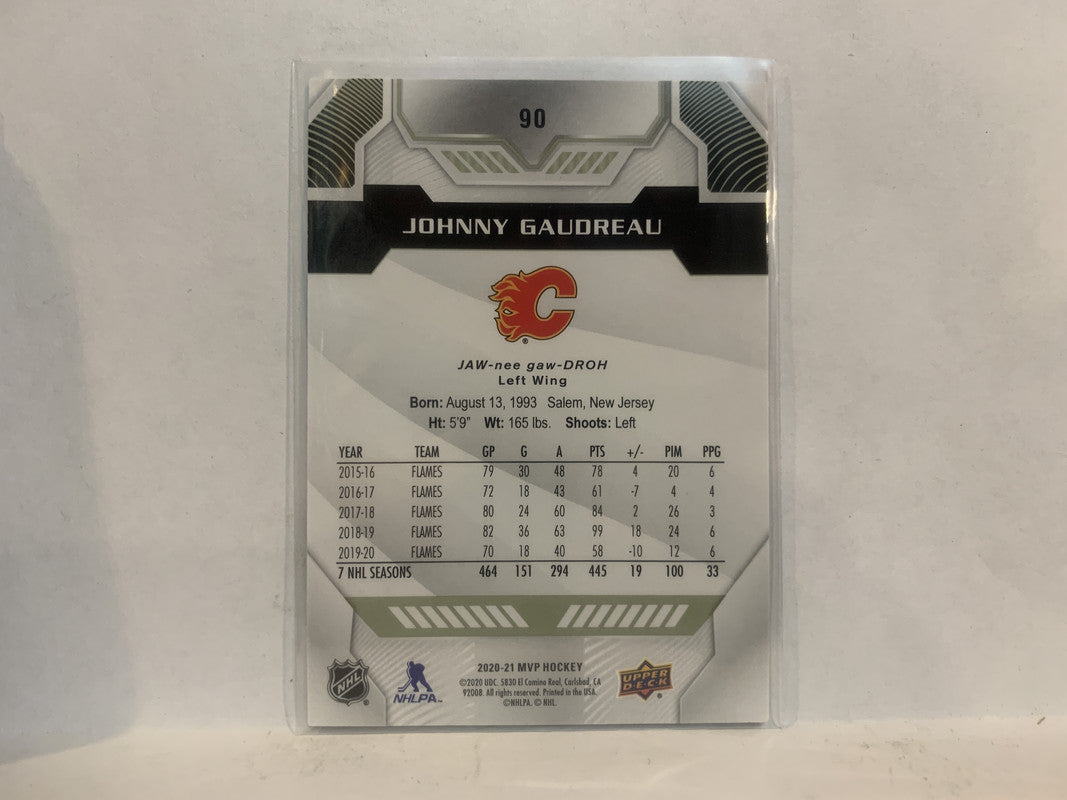 90
JOHNNY GAUDREAU
C
®
JAW-nee gaw-DROH
Left Wing
Born: August 13, 1993 Salem, New Jersey
Ht: 5'9" Wt: 165 lbs. Shoots: Left
YEAR TEAM GP G A PTS +/- PIM PPG
2015-16 FLAMES 79 30 48 78 4 20 6
2016-17 FLAMES 72 18 43 61 -7 4 4
2017-18 FLAMES 80 24 60 84 2 26 3
2018-19 FLAMES 82 36 63 99 18 24 6
2019-20 FLAMES 70 18 40 58 -10 12 6
7 NHL SEASONS 464 151 294 445 19 100 33
NHL ®
NHLPA™
2020-21 MVP HOCKEY
©2020 UDC. 5830 El Camino Real, Carlsbad, CA
92008. All rights reserved. Printed in the USA.
©NHLPA. © NHL.
UPPER
D·E·C·K ®